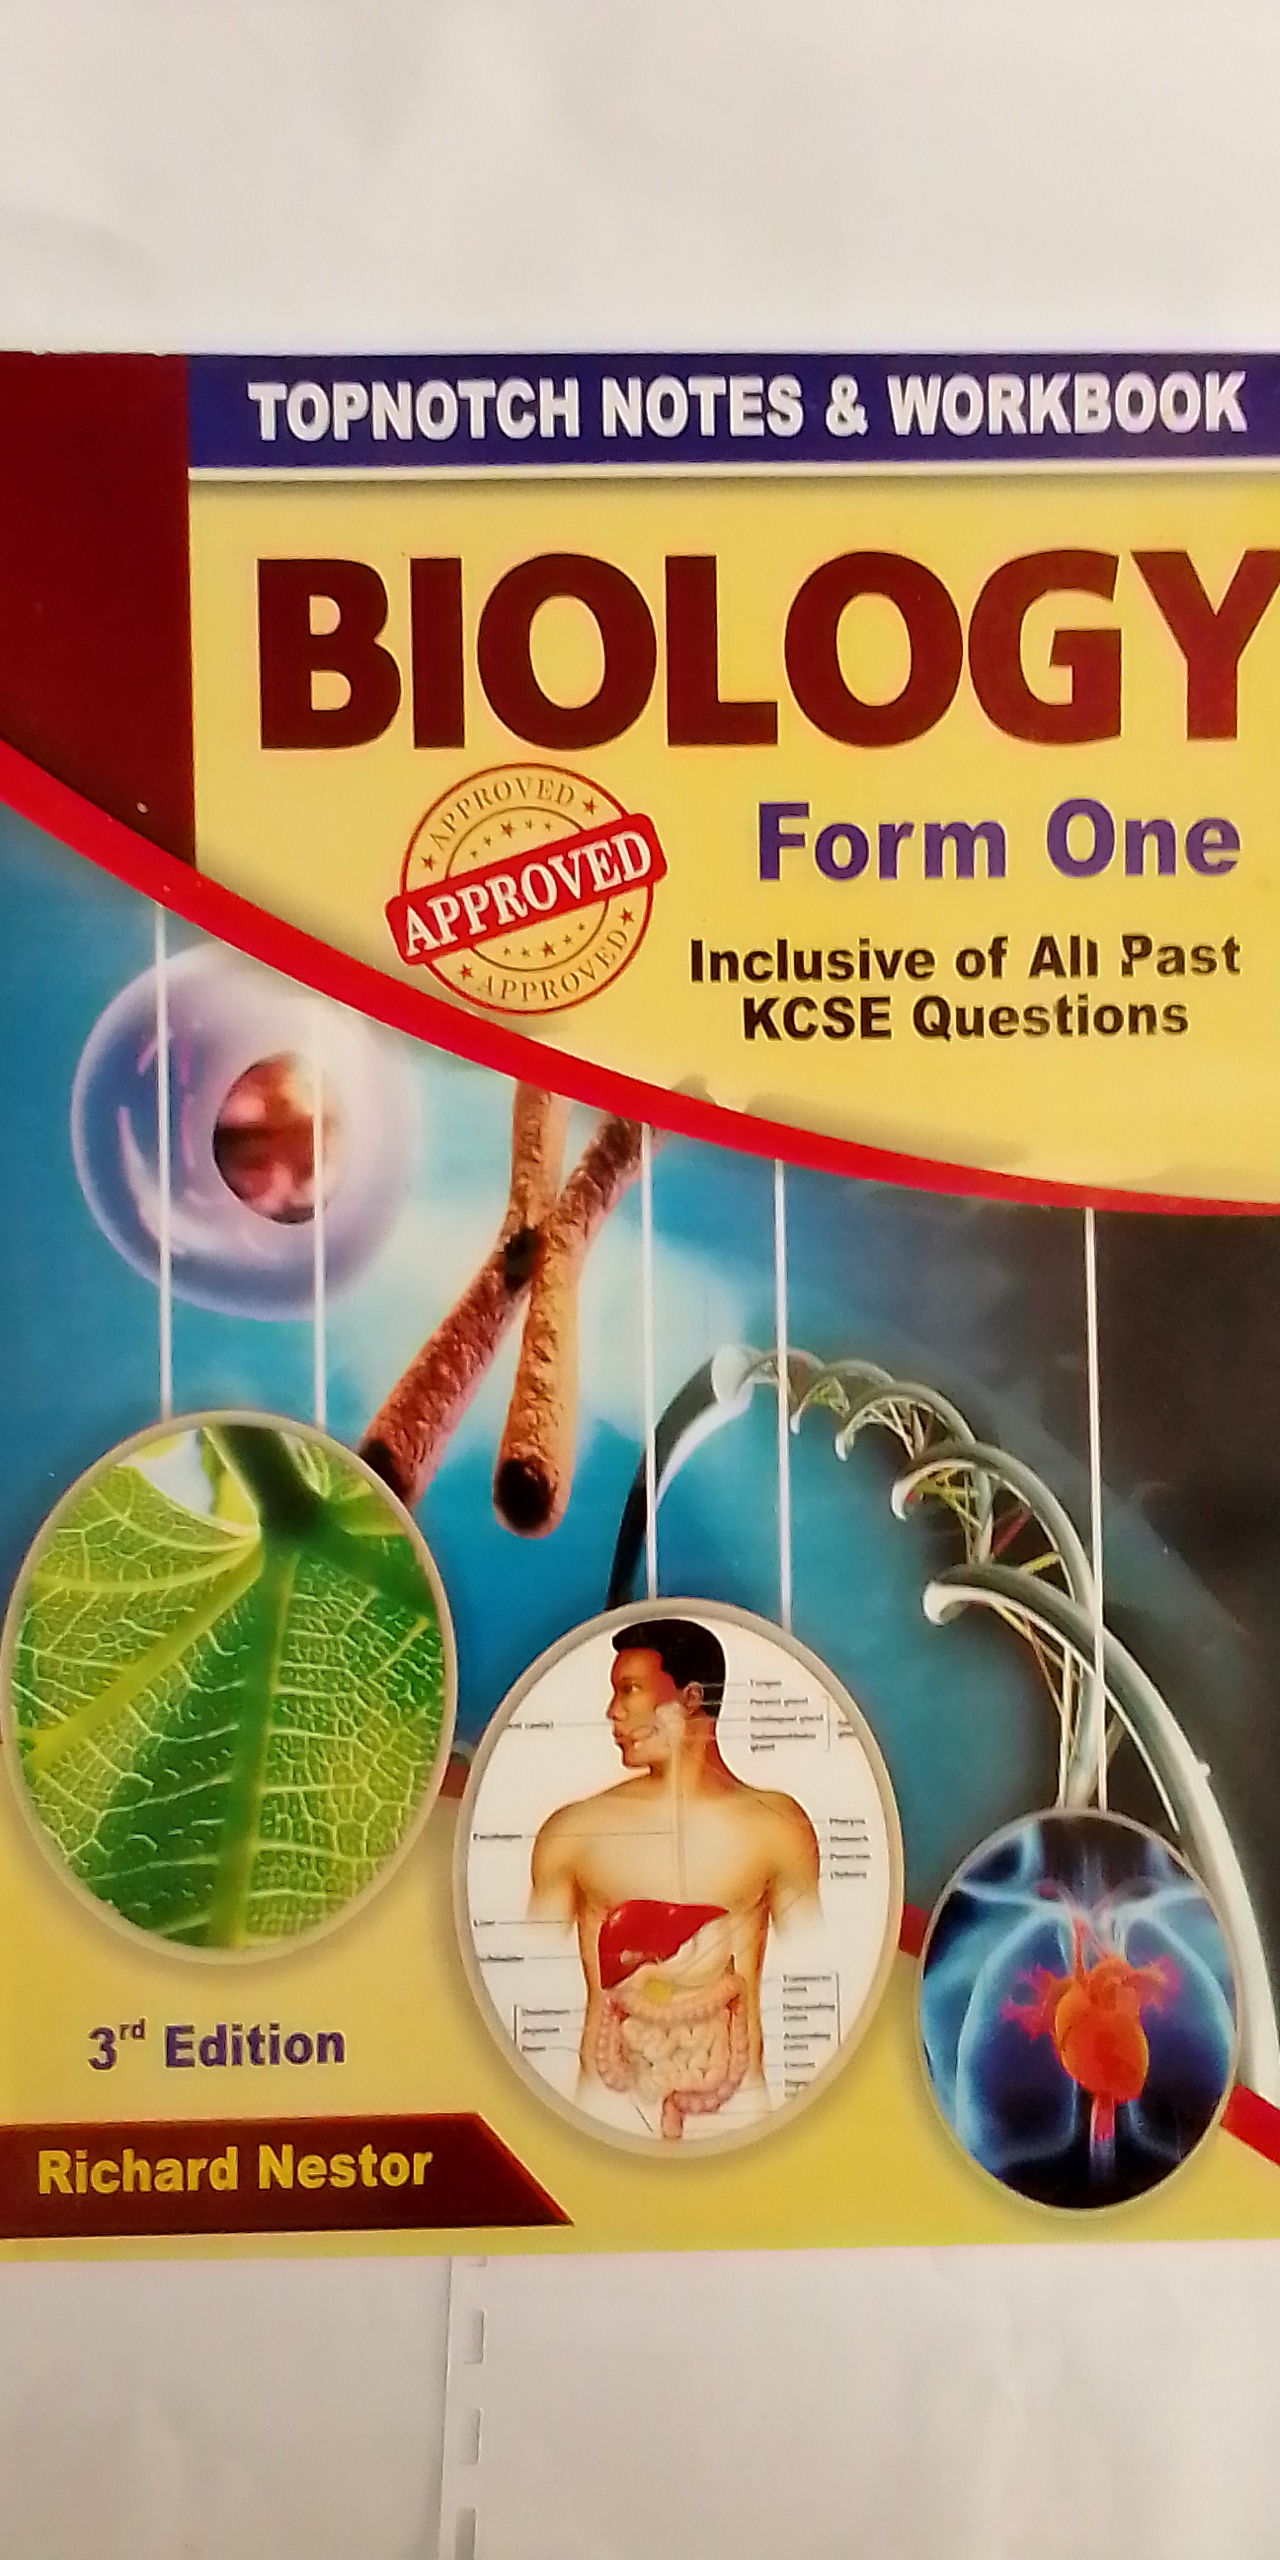 TOPNOTCH NOTES & WORKBOOK
BIOLOGY
APPROVED
APPROVED
APPROVED
Form One
Inclusive of All Past
KCSE Questions
Liver
3rd Edition
Richard Nestor